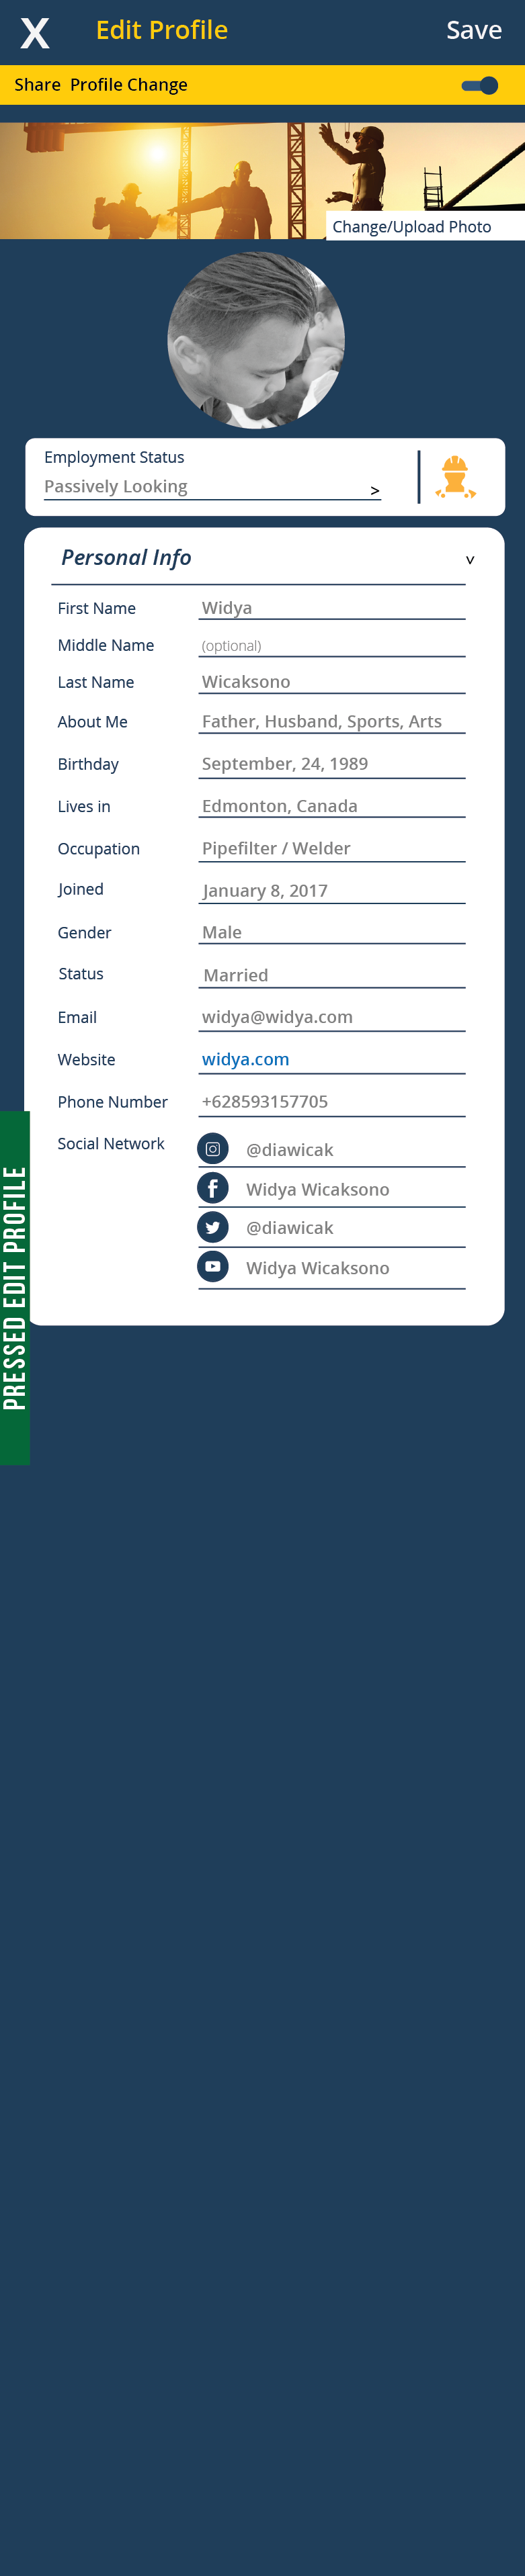 X Edit Profile Save
Share Profile Change
Change/Upload Photo
Employment Status
Passively Looking >
Personal Info v
First Name Widya
Middle Name (optional)
Last Name Wicaksono
About Me Father, Husband, Sports, Arts
Birthday September, 24, 1989
Lives in Edmonton, Canada
Occupation Pipefilter / Welder
Joined January 8, 2017
Gender Male
Status Married
Email widya@widya.com
Website widya.com
Phone Number +628593157705
Social Network @diawicak
Widya Wicaksono
@diawicak
Widya Wicaksono
PRESSED EDIT PROFILE